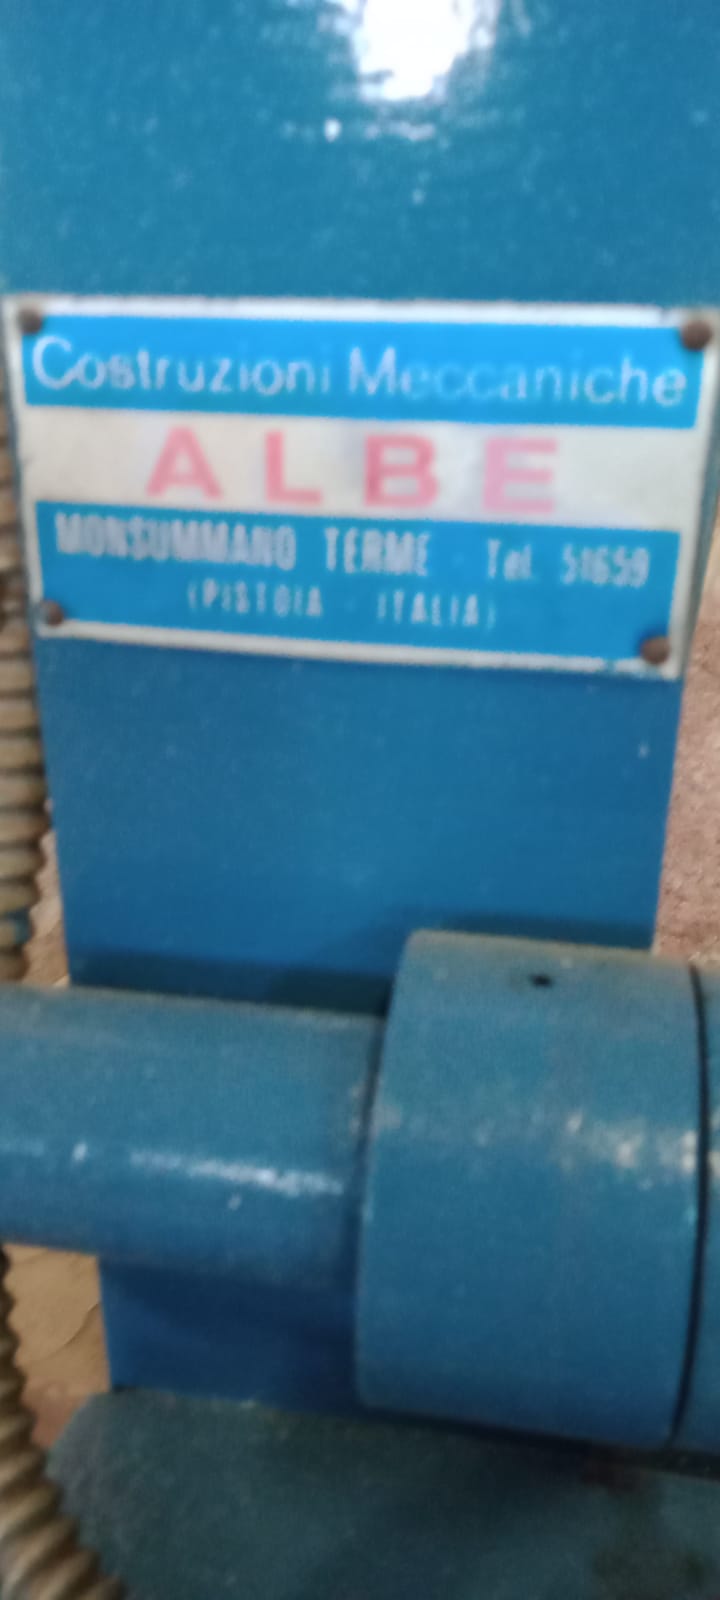 Costruzioni Meccaniche
ALBE
MONSUMMANO TERME - Tel. 51659
(PISTOIA - ITALIA)